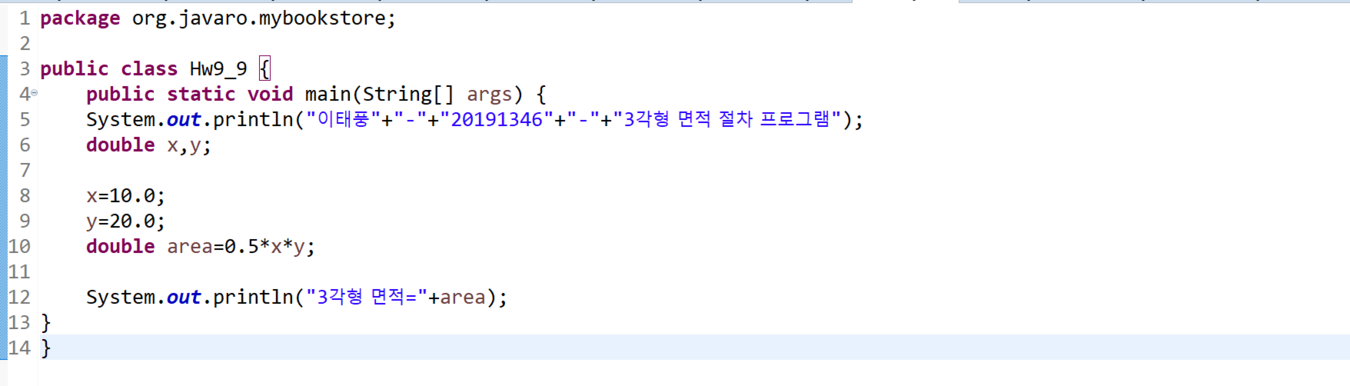 1 package org.javaro.mybookstore;
2
3 public class Hw9_9 {
4 public static void main(String[] args) {
5 System.out.println("이태풍"+"-"+"20191346"+"-"+"3각형 면적 절차 프로그램");
6 double x,y;
7
8 x=10.0;
9 y=20.0;
10 double area=0.5*x*y;
11
12 System.out.println("3각형 면적="+area);
13 }
14 }